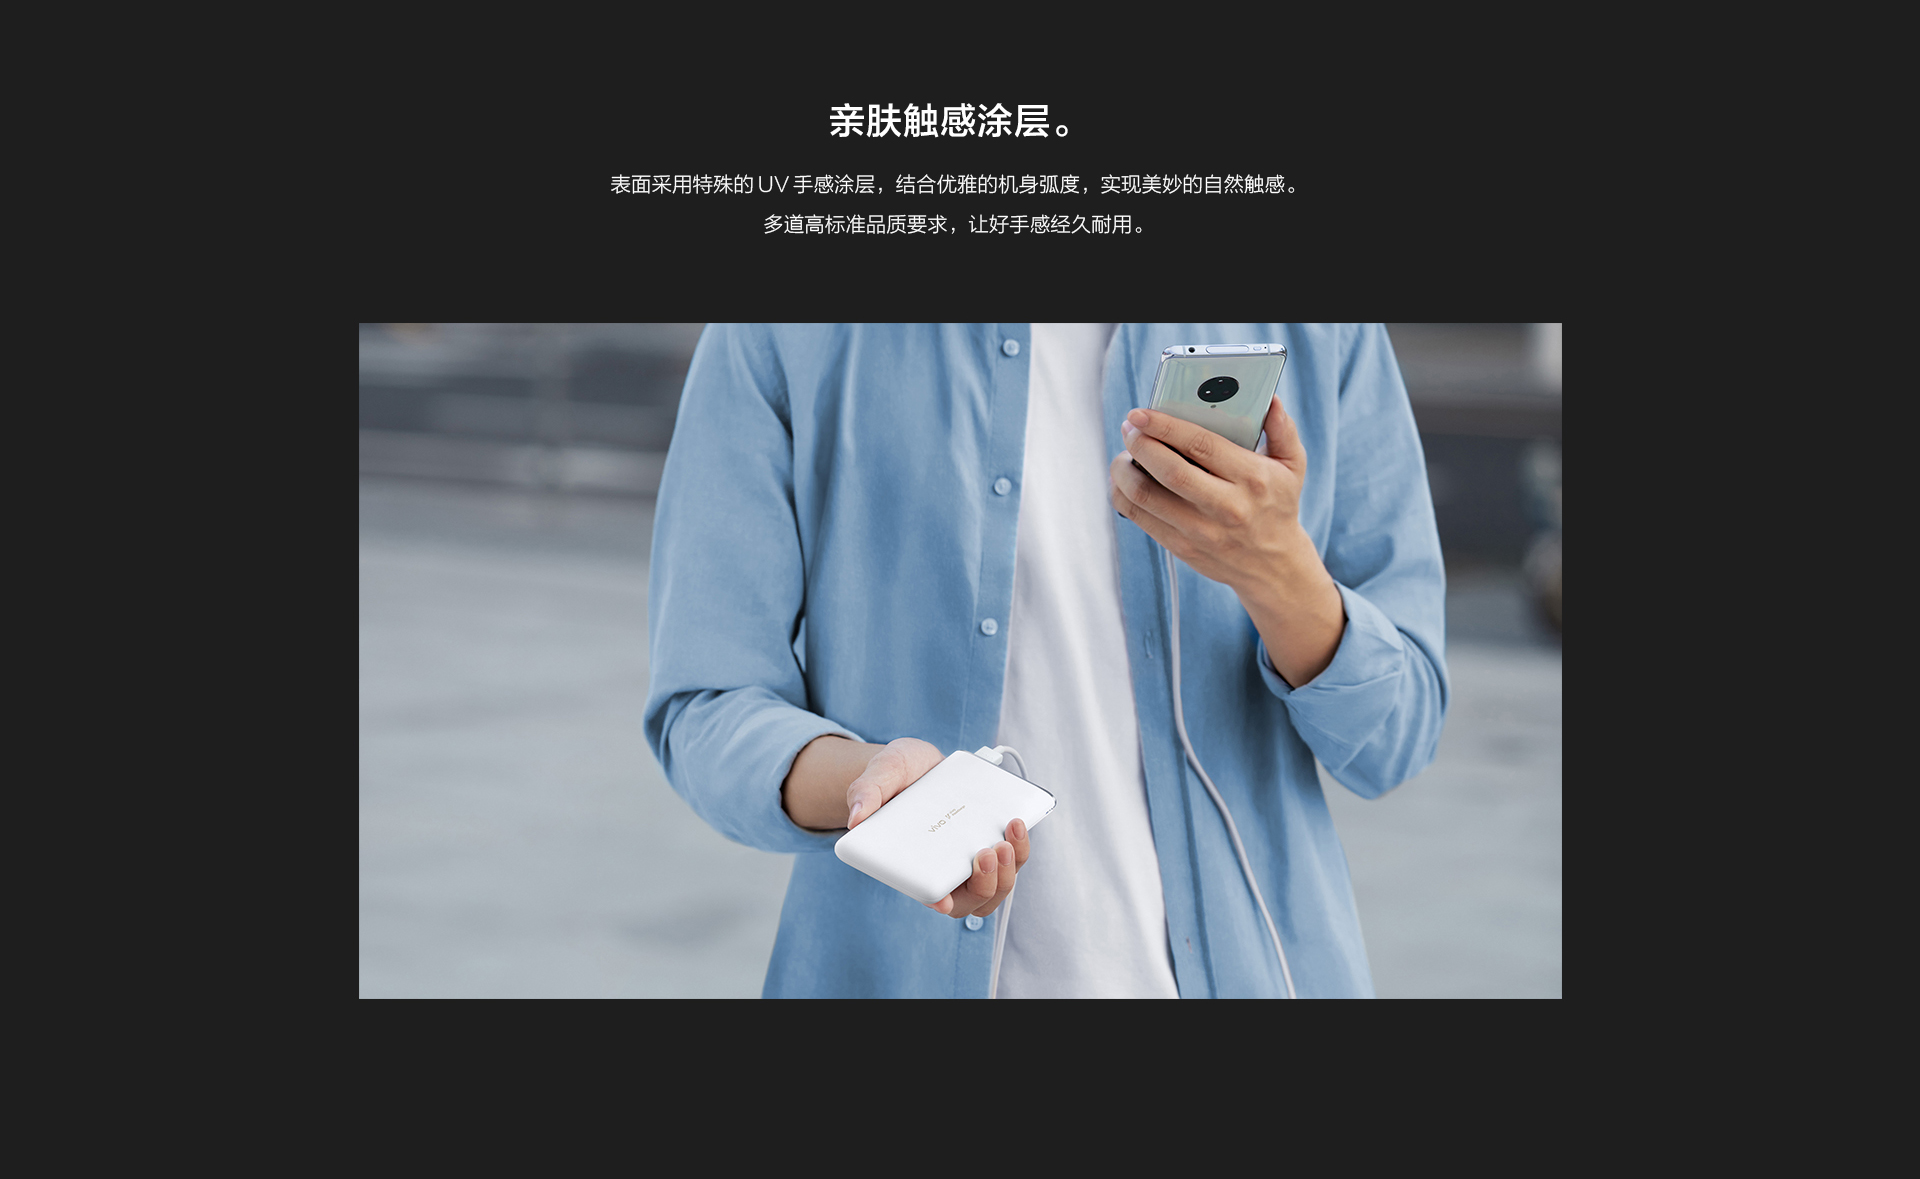 亲肤触感涂层。
表面采用特殊的 UV 手感涂层，结合优雅的机身弧度，实现美妙的自然触感。
多道高标准品质要求，让好手感经久耐用。
vivo